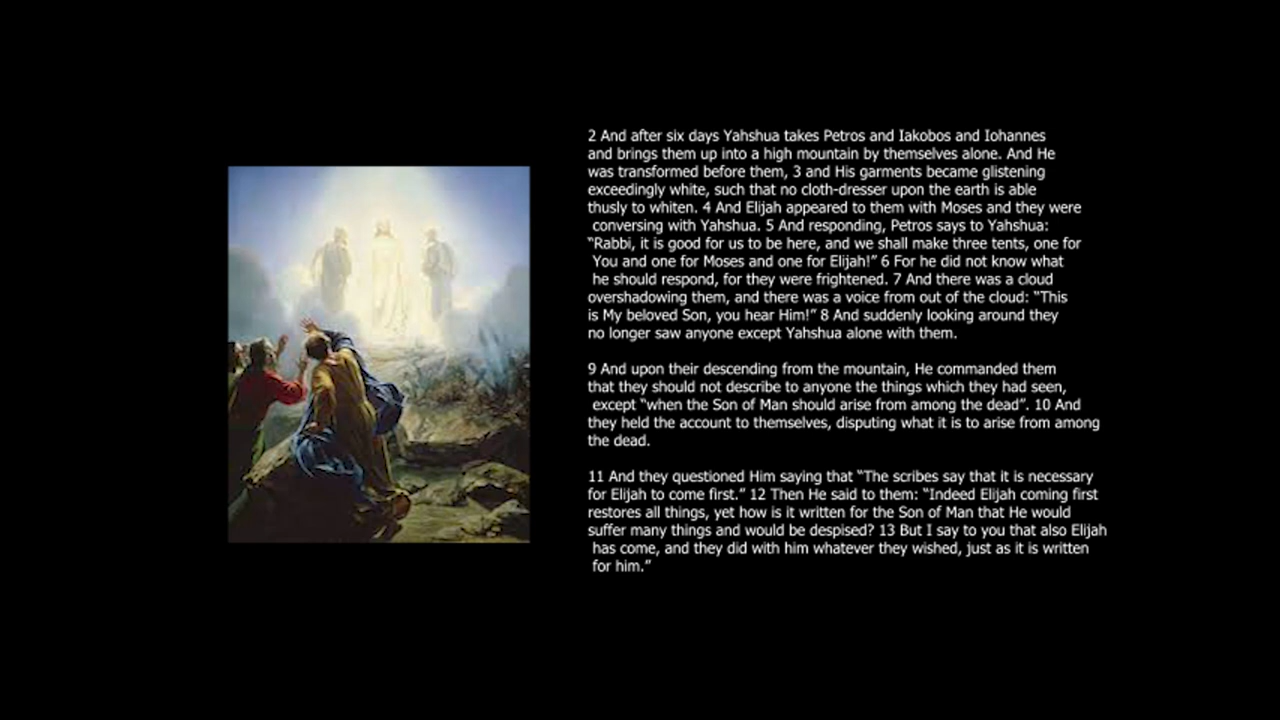 2 And after six days Yahshua takes Petros and Iakobos and Iohannes
and brings them up into a high mountain by themselves alone. And He
was transformed before them, 3 and His garments became glistening
exceedingly white, such that no cloth-dresser upon the earth is able
thusly to whiten. 4 And Elijah appeared to them with Moses and they were
conversing with Yahshua. 5 And responding, Petros says to Yahshua:
“Rabbi, it is good for us to be here, and we shall make three tents, one for
You and one for Moses and one for Elijah!” 6 For he did not know what
he should respond, for they were frightened. 7 And there was a cloud
overshadowing them, and there was a voice from out of the cloud: “This
is My beloved Son, you hear Him!” 8 And suddenly looking around they
no longer saw anyone except Yahshua alone with them.
9 And upon their descending from the mountain, He commanded them
that they should not describe to anyone the things which they had seen,
except “when the Son of Man should arise from among the dead”. 10 And
they held the account to themselves, disputing what it is to arise from among
the dead.
11 And they questioned Him saying that “The scribes say that it is necessary
for Elijah to come first.” 12 Then He said to them: “Indeed Elijah coming first
restores all things, yet how is it written for the Son of Man that He would
suffer many things and would be despised? 13 But I say to you that also Elijah
has come, and they did with him whatever they wished, just as it is written
for him.”